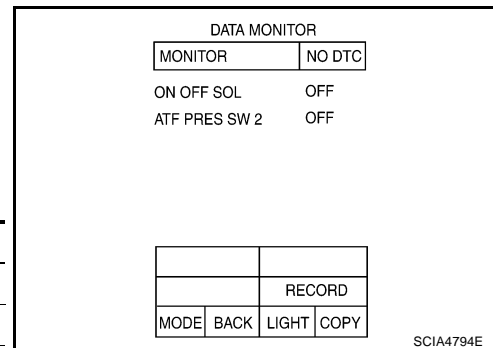 DATA MONITOR
MONITOR NO DTC
ON OFF SOL OFF
ATF PRES SW 2 OFF
RECORD
MODE BACK LIGHT COPY
SCIA4794E